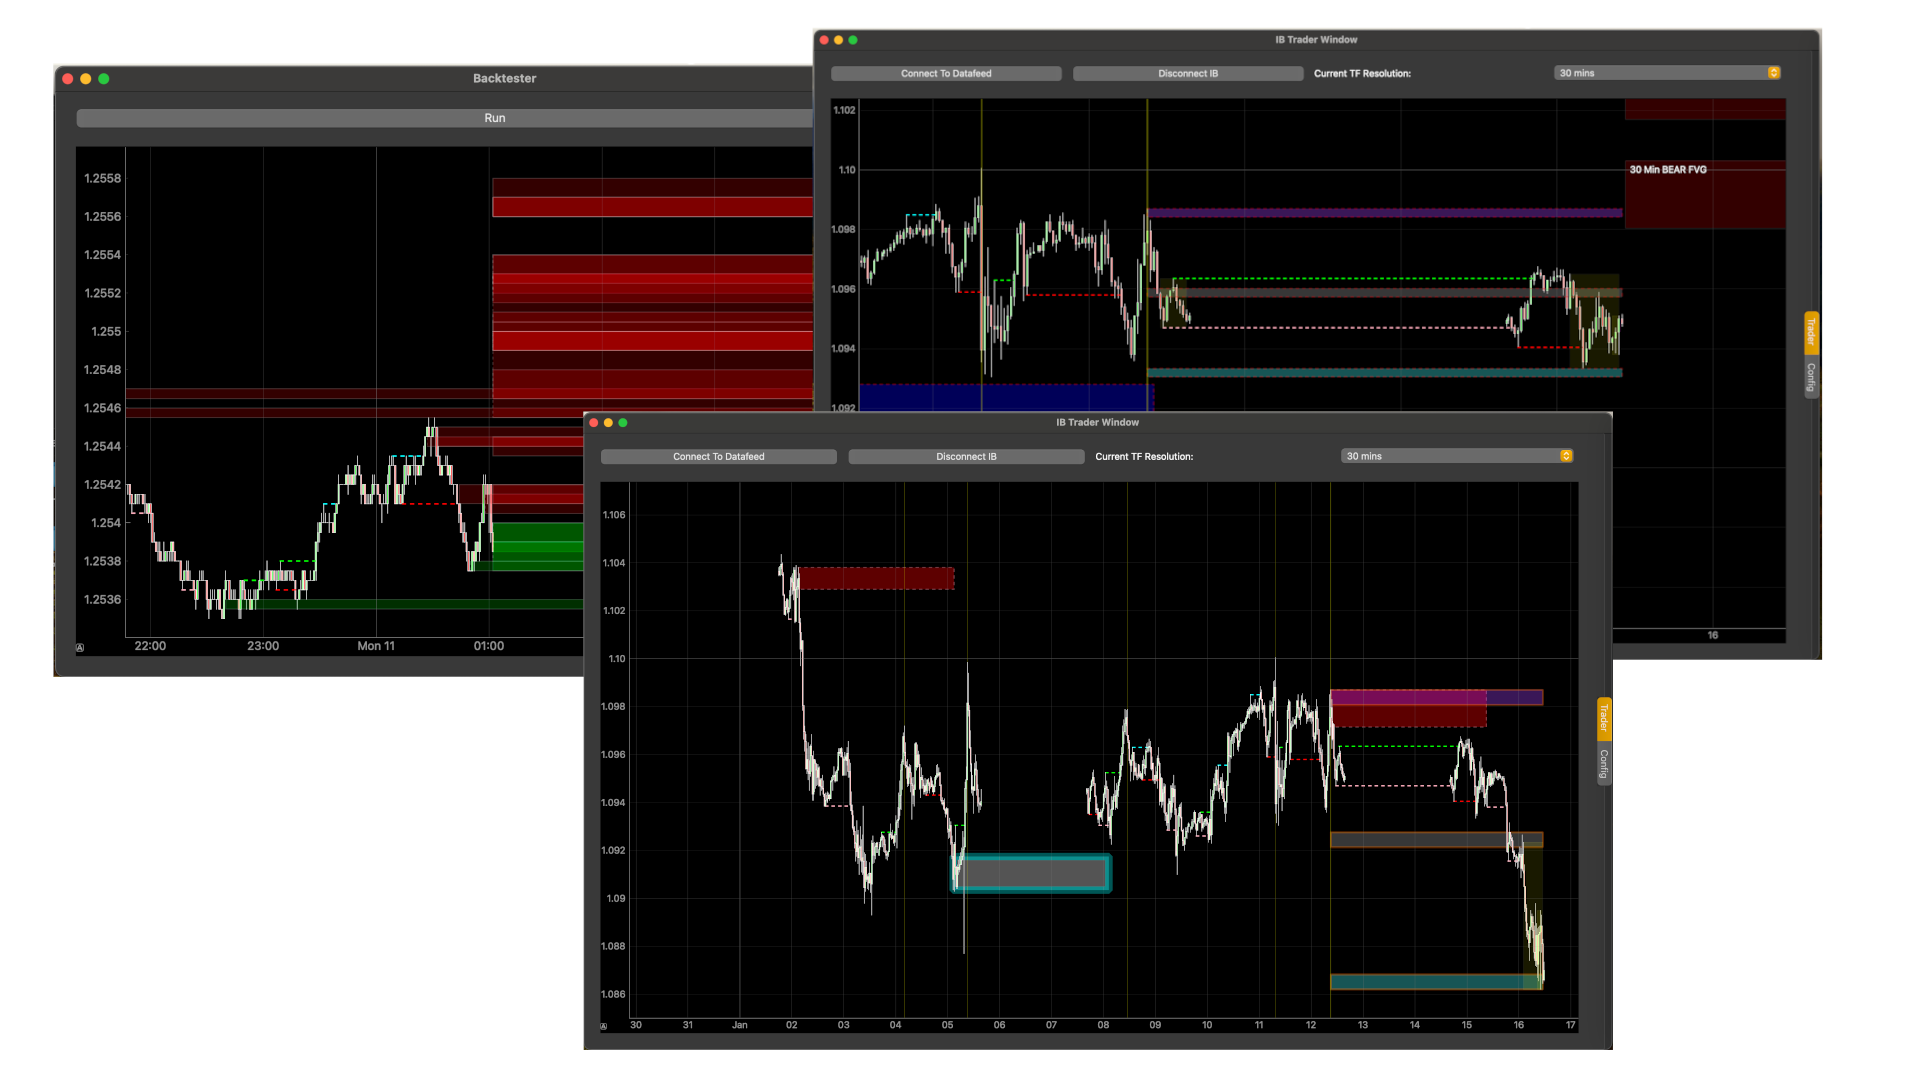 Backtester
Run
1.2558
1.2556
1.2554
1.2552
1.255
1.2548
1.2546
1.2544
1.2542
1.254
1.2538
1.2536
A
22:00 23:00 Mon 11 01:00
IB Trader Window
Connect To Datafeed Disconnect IB Current TF Resolution: 30 mins
1.102
1.10
30 Min BEAR FVG
1.098
1.096
1.094
1.092
16
Trader
Config
IB Trader Window
Connect To Datafeed Disconnect IB Current TF Resolution: 30 mins
1.106
1.104
1.102
1.10
1.098
1.096
1.094
1.092
1.09
1.088
1.086
A
30 31 Jan 02 03 04 05 06 07 08 09 10 11 12 13 14 15 16 17
Trader
Config